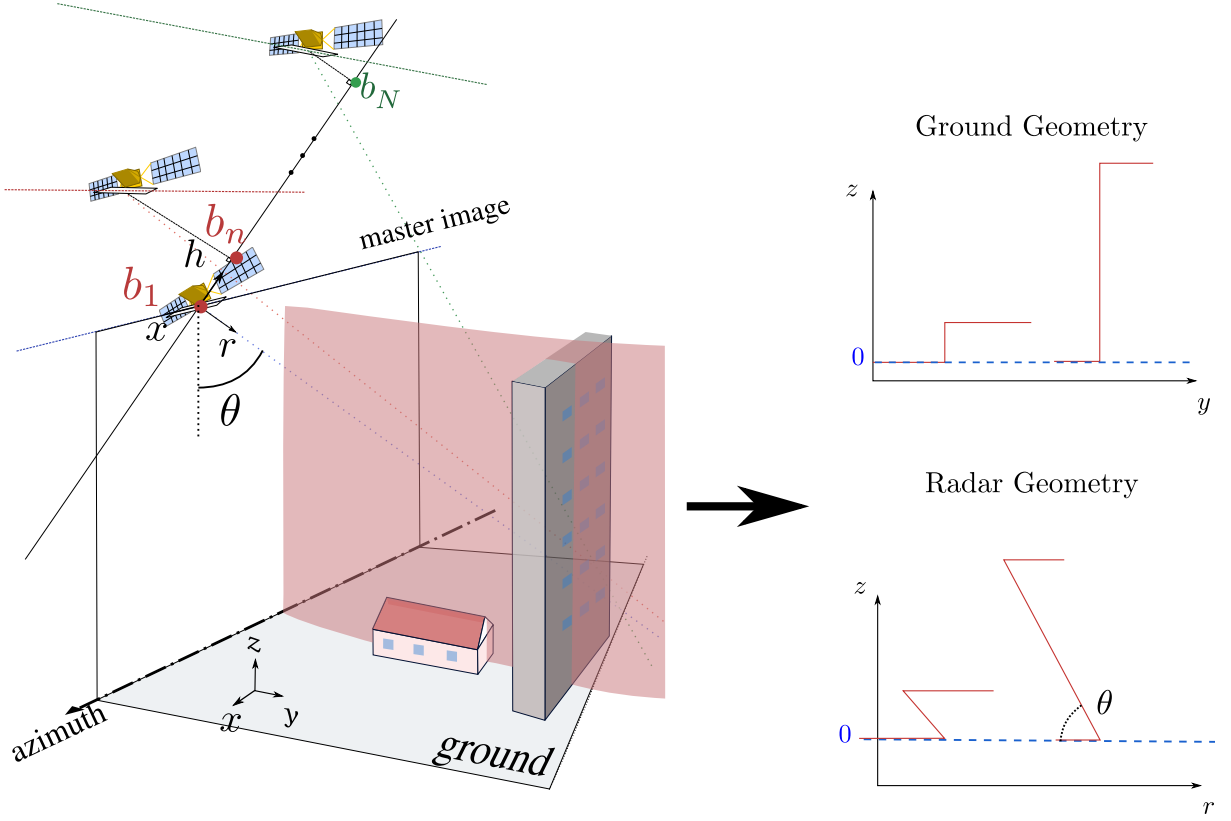 b_N
b_n
master image
h
b_1
x
r
θ
z
x
y
azimuth
ground
Ground Geometry
z
0
y
Radar Geometry
z
θ
0
r